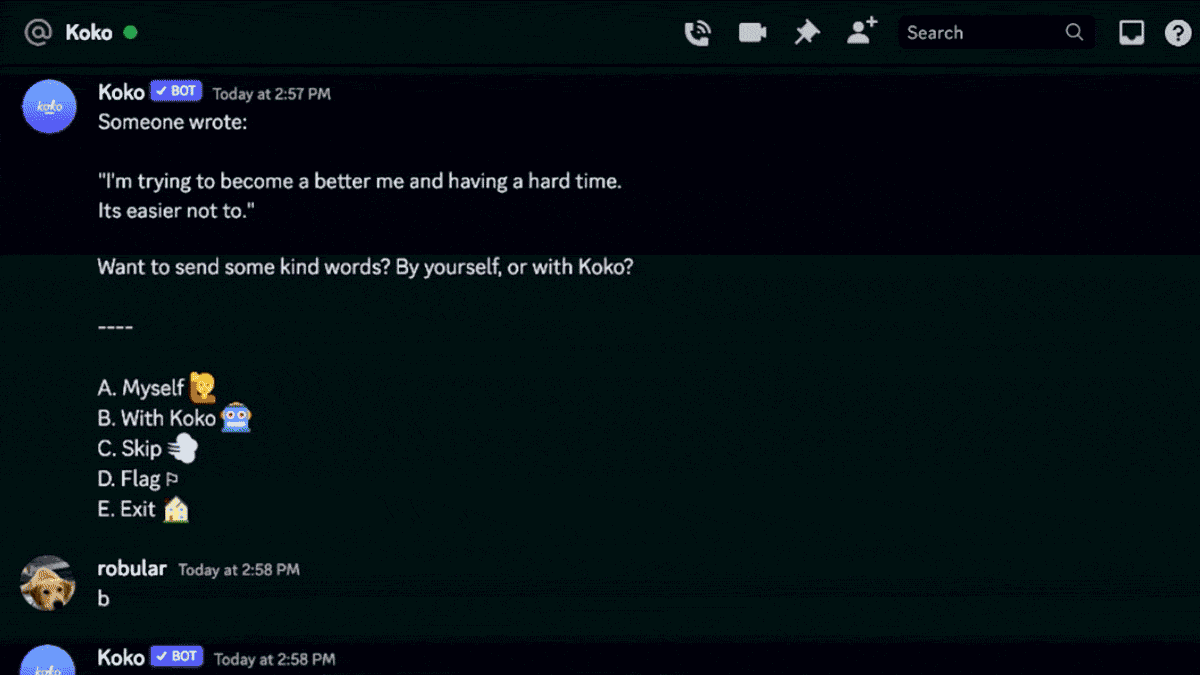 @ Koko
Search
?
koko
Koko ✓ BOT Today at 2:57 PM
Someone wrote:
"I'm trying to become a better me and having a hard time.
Its easier not to."
Want to send some kind words? By yourself, or with Koko?
----
A. Myself
B. With Koko
C. Skip
D. Flag
E. Exit
robular Today at 2:58 PM
b
koko
Koko ✓ BOT Today at 2:58 PM